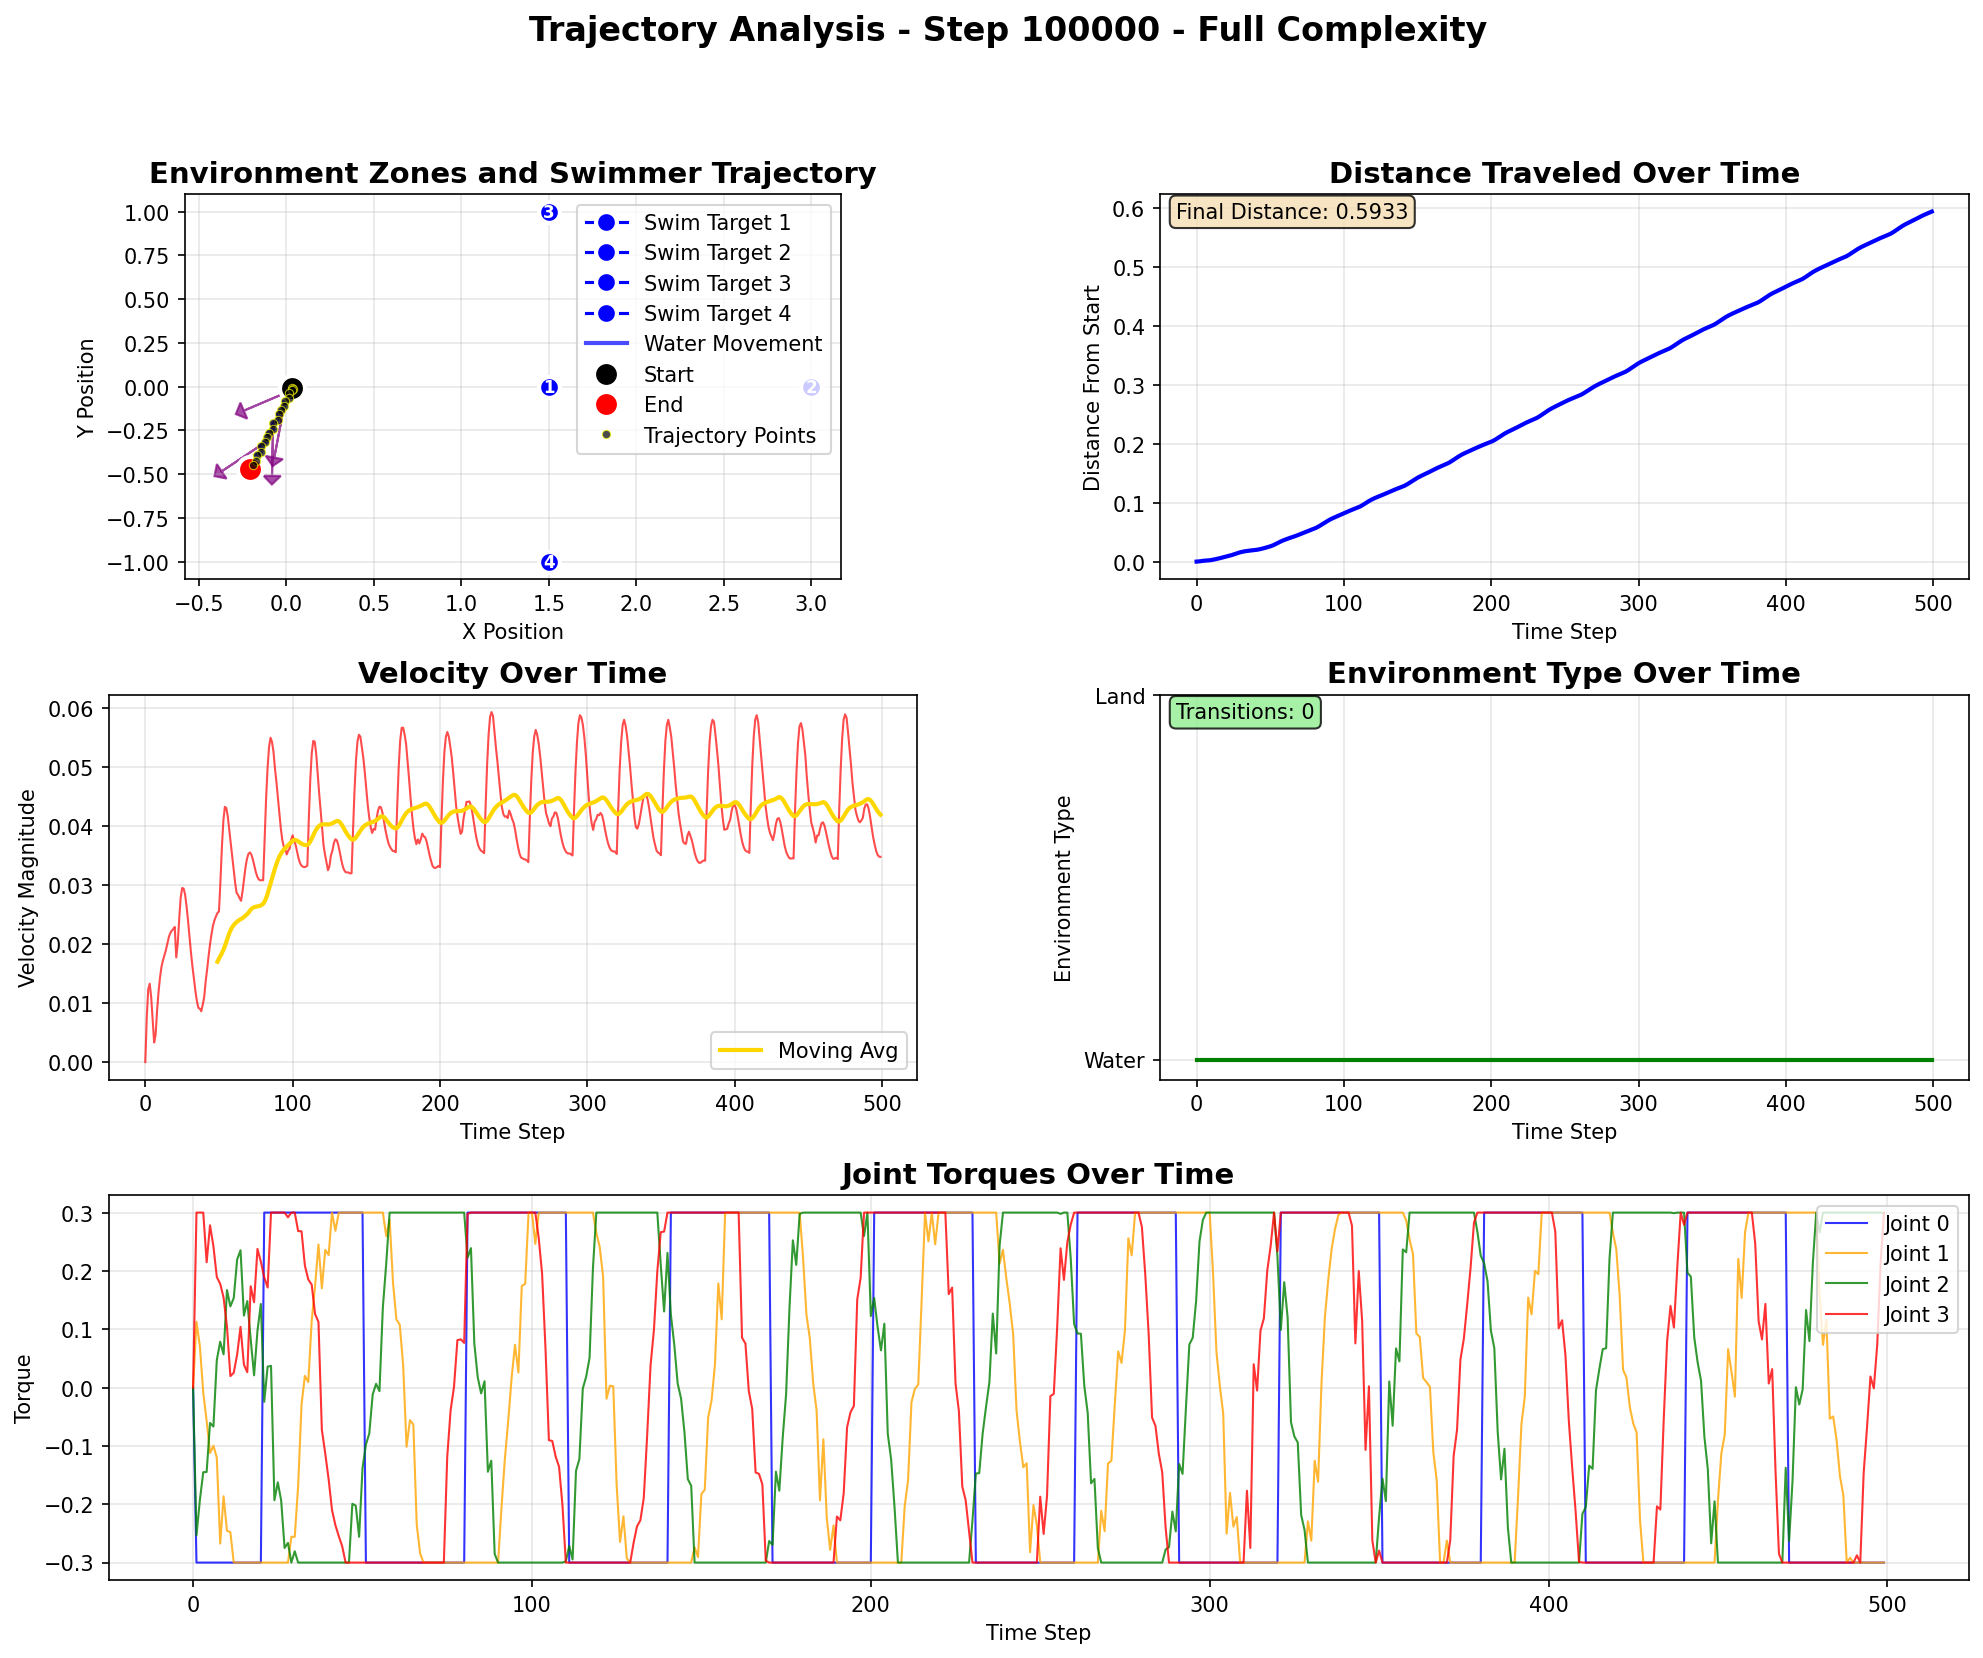 Trajectory Analysis - Step 100000 - Full Complexity
Environment Zones and Swimmer Trajectory
Y Position
1.00
0.75
0.50
0.25
0.00
−0.25
−0.50
−0.75
−1.00
3
1
2
4
Swim Target 1
Swim Target 2
Swim Target 3
Swim Target 4
Water Movement
Start
End
Trajectory Points
−0.5 0.0 0.5 1.0 1.5 2.0 2.5 3.0
X Position
Distance Traveled Over Time
Final Distance: 0.5933
Distance From Start
0.6
0.5
0.4
0.3
0.2
0.1
0.0
0 100 200 300 400 500
Time Step
Velocity Over Time
Velocity Magnitude
0.06
0.05
0.04
0.03
0.02
0.01
0.00
Moving Avg
0 100 200 300 400 500
Time Step
Environment Type Over Time
Land
Transitions: 0
Environment Type
Water
0 100 200 300 400 500
Time Step
Joint Torques Over Time
Torque
0.3
0.2
0.1
0.0
−0.1
−0.2
−0.3
Joint 0
Joint 1
Joint 2
Joint 3
0 100 200 300 400 500
Time Step